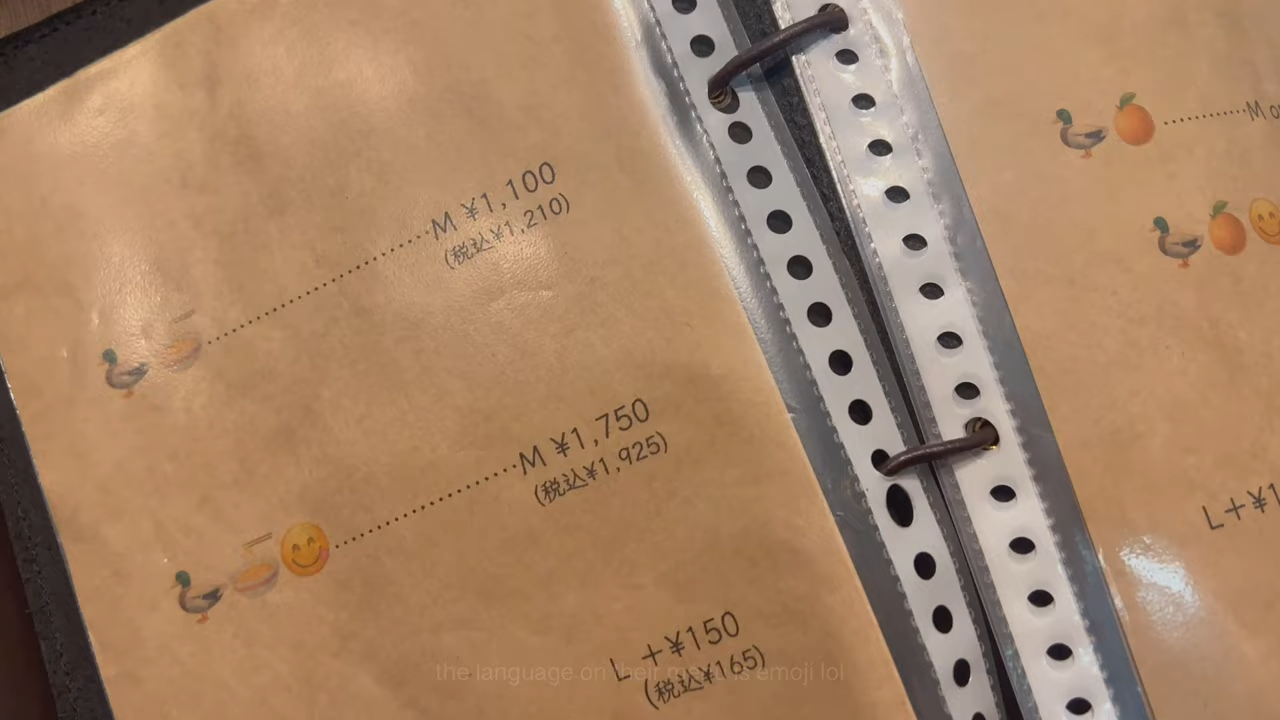 🦆🍜·····················M ¥1,100
(税込¥1,210)
🦆🍜😋·················M ¥1,750
(税込¥1,925)
L +¥150
(税込¥165)
🦆🍊··········M
🦆🍊😋
L+¥1
the language on their menu is emoji lol